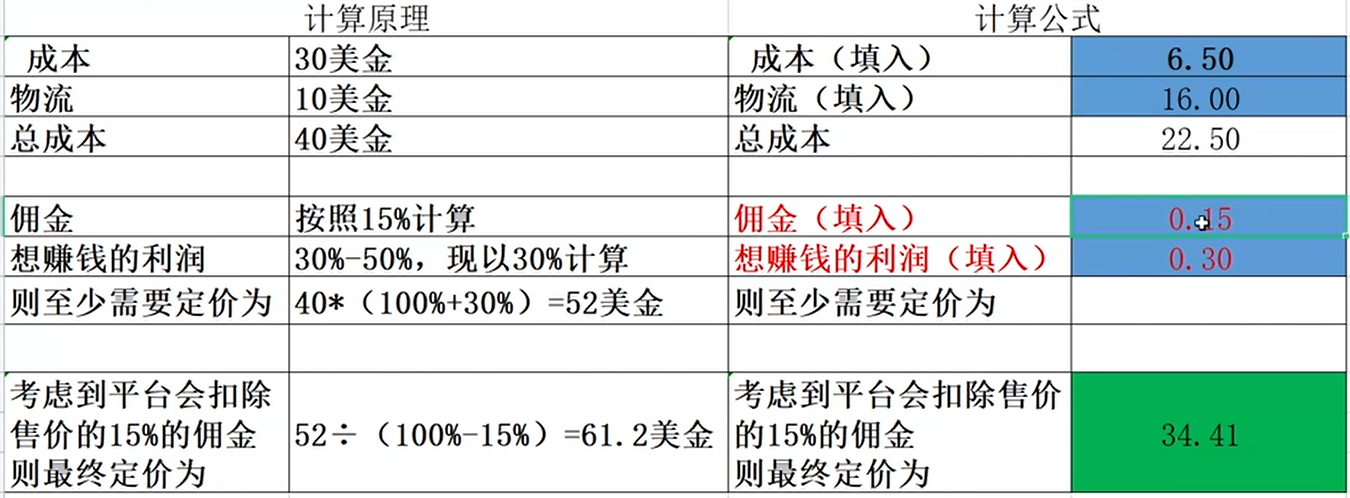 计算原理 计算公式
成本 30美金 成本（填入） 6.50
物流 10美金 物流（填入） 16.00
总成本 40美金 总成本 22.50
佣金 按照15%计算 佣金（填入） 0.15
想赚钱的利润 30%-50%，现以30%计算 想赚钱的利润（填入） 0.30
则至少需要定价为 40*（100%+30%）=52美金 则至少需要定价为
考虑到平台会扣除
售价的15%的佣金
则最终定价为
52÷（100%-15%）=61.2美金
考虑到平台会扣除售价
的15%的佣金
则最终定价为
34.41